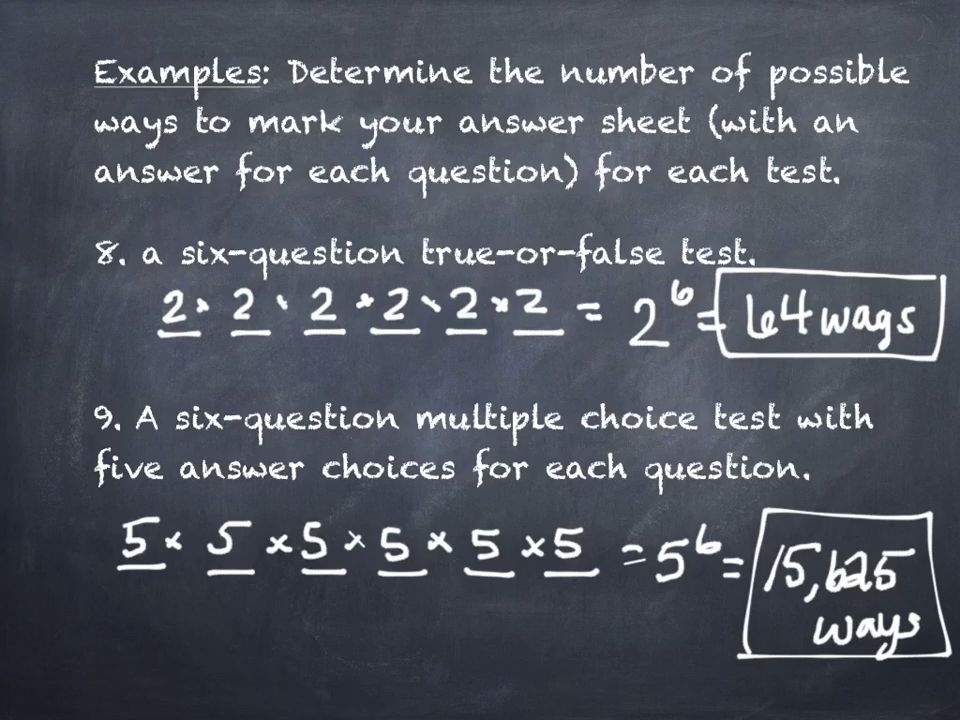 Examples: Determine the number of possible
ways to mark your answer sheet (with an
answer for each question) for each test.
8. a six-question true-or-false test.
2 · 2 · 2 · 2 · 2 × 2 = 2⁶ = 64 ways
9. A six-question multiple choice test with
five answer choices for each question.
5 × 5 × 5 × 5 × 5 × 5 = 5⁶ = 15,625
ways